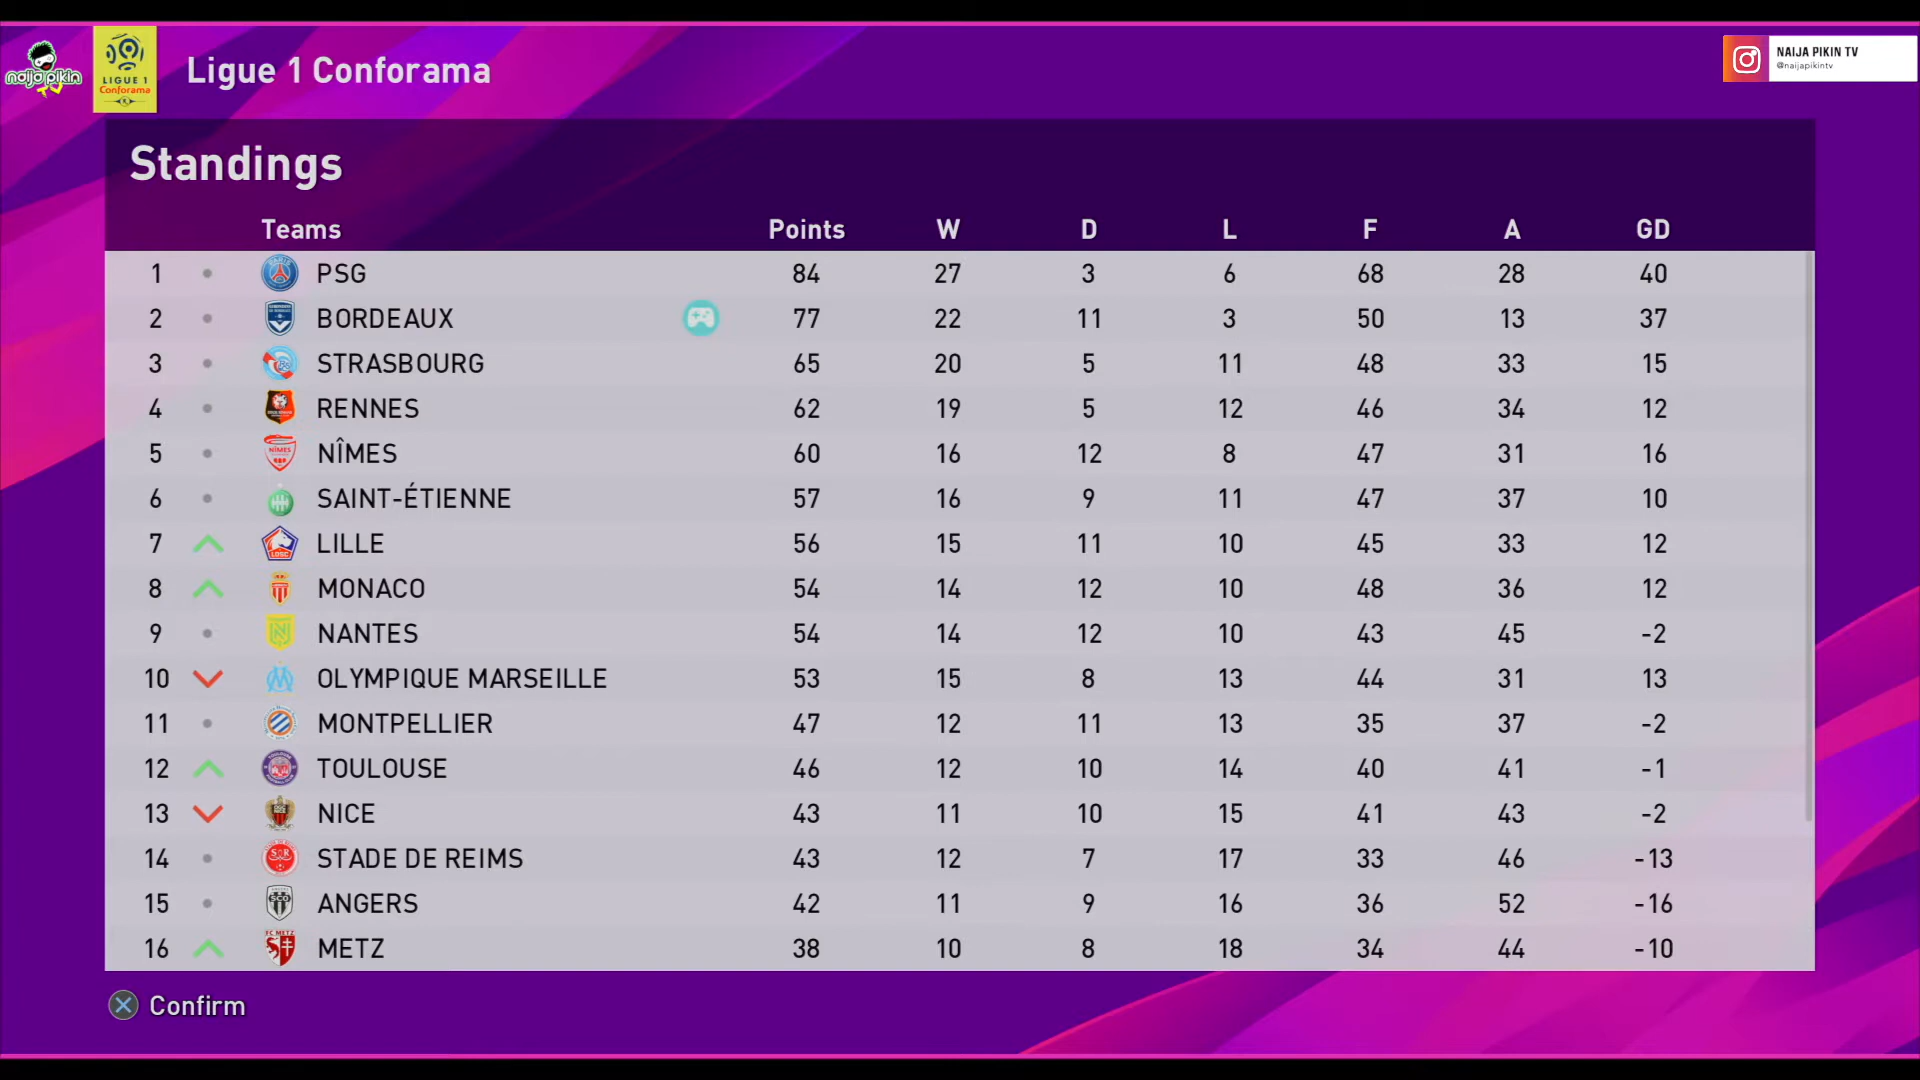 naija pikin
TV
LIGUE 1
Conforama
Ligue 1 Conforama
NAIJA PIKIN TV
@naijapikintv
Standings
Teams Points W D L F A GD
1 PSG 84 27 3 6 68 28 40
2 BORDEAUX 77 22 11 3 50 13 37
3 STRASBOURG 65 20 5 11 48 33 15
4 RENNES 62 19 5 12 46 34 12
5 NÎMES 60 16 12 8 47 31 16
6 SAINT-ÉTIENNE 57 16 9 11 47 37 10
7 LILLE 56 15 11 10 45 33 12
8 MONACO 54 14 12 10 48 36 12
9 NANTES 54 14 12 10 43 45 -2
10 OLYMPIQUE MARSEILLE 53 15 8 13 44 31 13
11 MONTPELLIER 47 12 11 13 35 37 -2
12 TOULOUSE 46 12 10 14 40 41 -1
13 NICE 43 11 10 15 41 43 -2
14 STADE DE REIMS 43 12 7 17 33 46 -13
15 ANGERS 42 11 9 16 36 52 -16
16 METZ 38 10 8 18 34 44 -10
Confirm